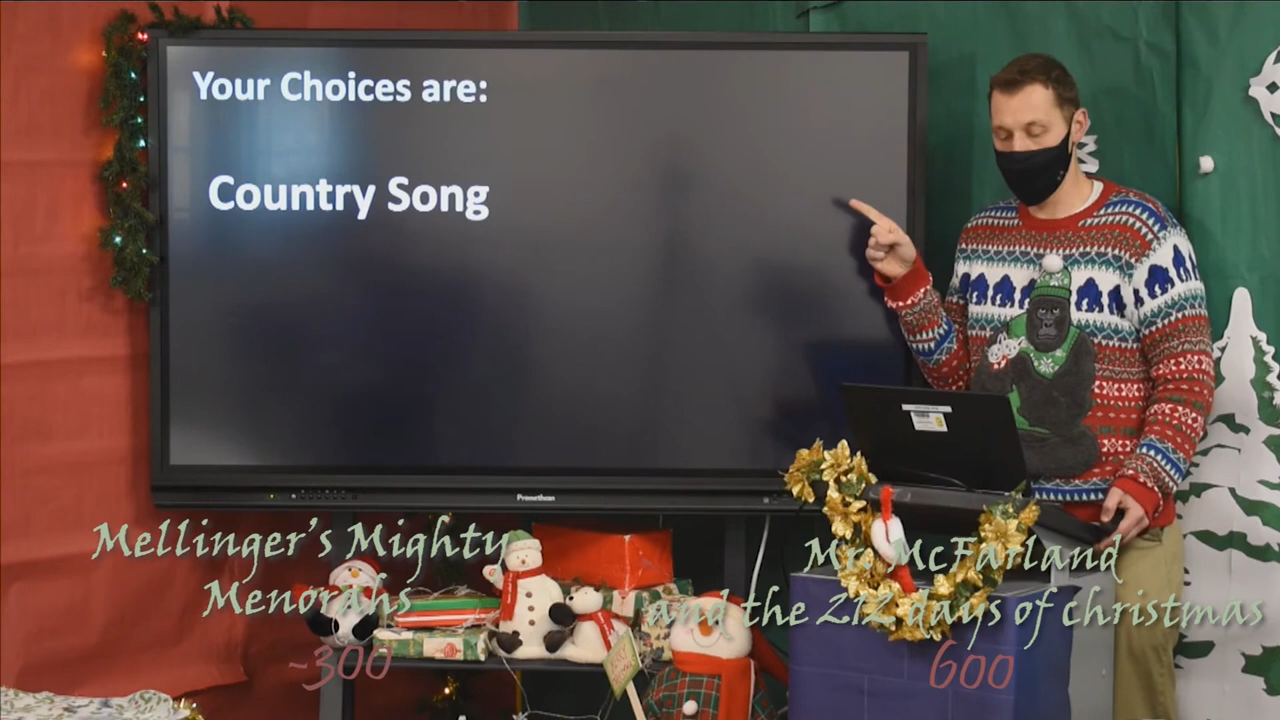 Your Choices are:
Country Song
Promethean
Mellinger's Mighty
Menorahs
-300
Mr. McFarland
and the 212 days of christmas
600